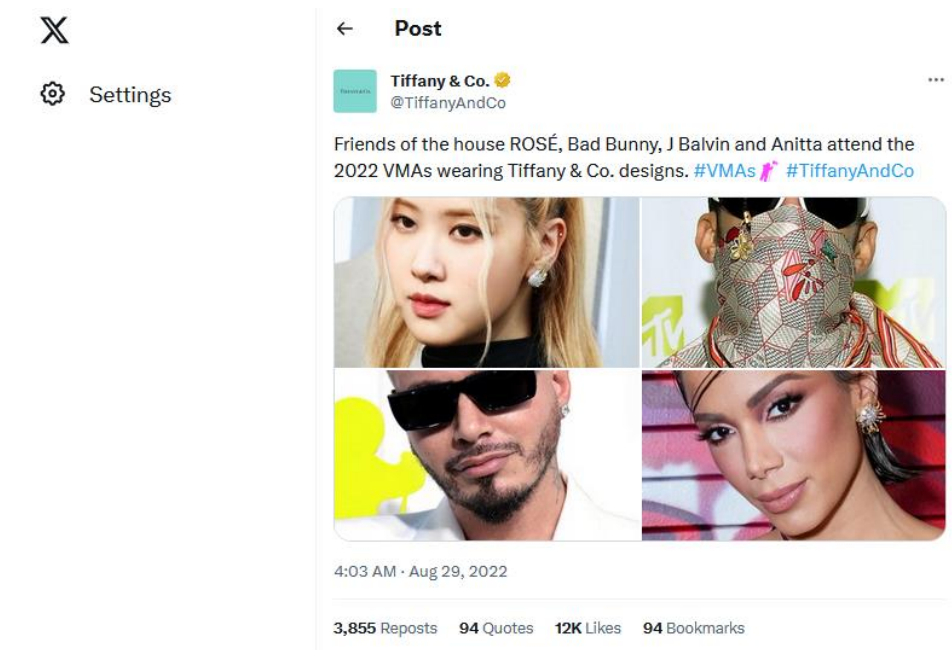 Settings
Post
Tiffany & Co.
@TiffanyAndCo
Friends of the house ROSÉ, Bad Bunny, J Balvin and Anitta attend the
2022 VMAs wearing Tiffany & Co. designs. #VMAs #TiffanyAndCo
MTV
4:03 AM · Aug 29, 2022
3,855 Reposts 94 Quotes 12K Likes 94 Bookmarks